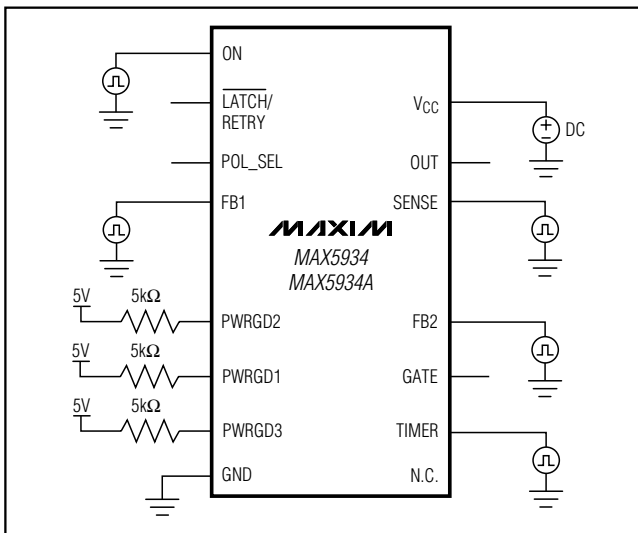 ON
LATCH/
RETRY
POL_SEL
FB1
5V 5kΩ
PWRGD2
5V 5kΩ
PWRGD1
5V 5kΩ
PWRGD3
GND
MAXIM
MAX5934
MAX5934A
VCC
DC
OUT
SENSE
FB2
GATE
TIMER
N.C.